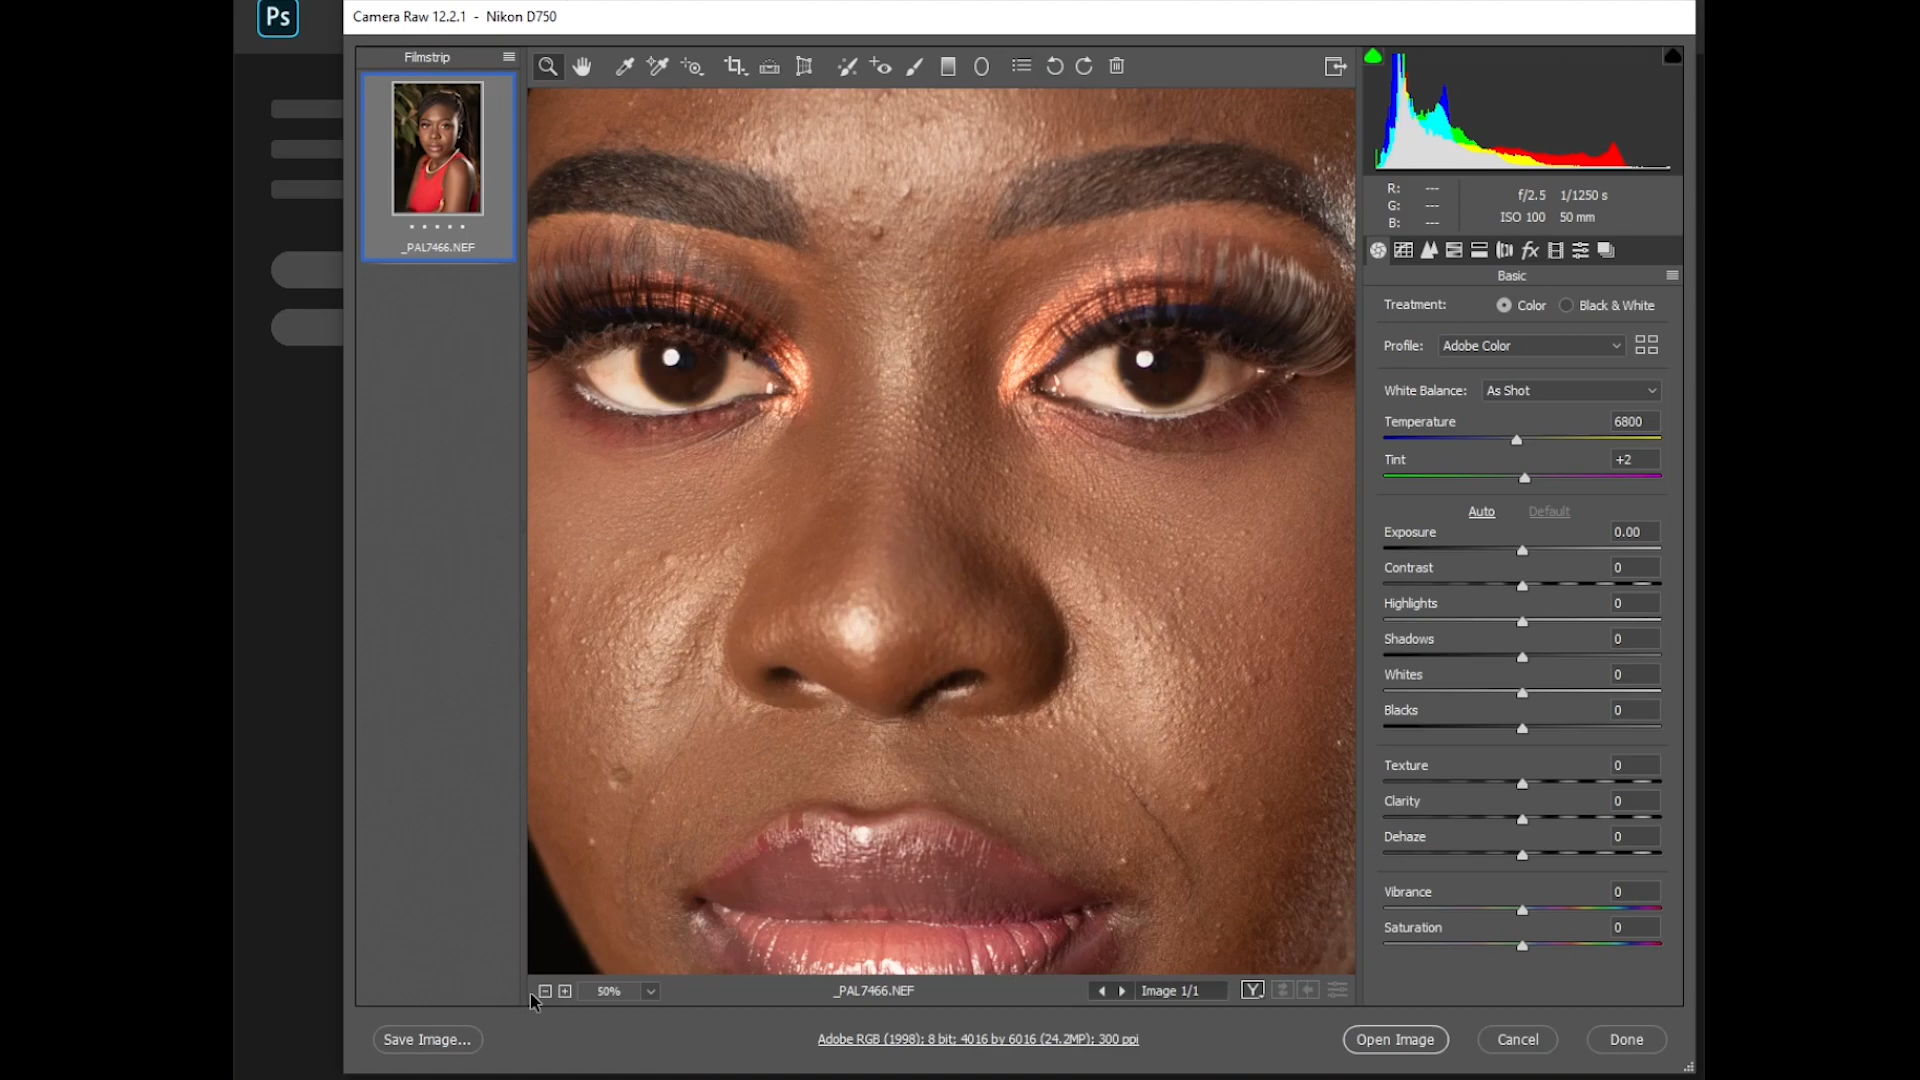 Ps
Camera Raw 12.2.1 - Nikon D750
Filmstrip
_PAL7466.NEF
R: ---
G: ---
B: ---
f/2.5 1/1250 s
ISO 100 50 mm
Basic
Treatment: Color Black & White
Profile: Adobe Color
White Balance: As Shot
Temperature 6800
Tint +2
Auto Default
Exposure 0.00
Contrast 0
Highlights 0
Shadows 0
Whites 0
Blacks 0
Texture 0
Clarity 0
Dehaze 0
Vibrance 0
Saturation 0
50% _PAL7466.NEF Image 1/1 Y
Save Image... Adobe RGB (1998); 8 bit; 4016 by 6016 (24.2MP); 300 ppi Open Image Cancel Done